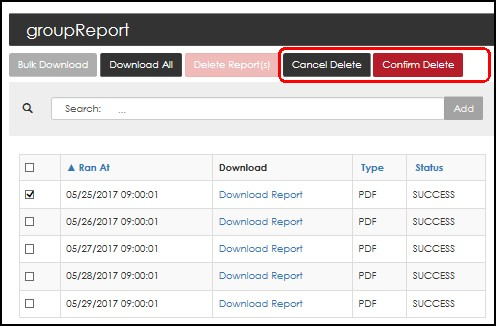 groupReport
Bulk Download Download All Delete Report(s) Cancel Delete Confirm Delete
Search: ... Add
▲ Ran At Download Type Status
05/25/2017 09:00:01 Download Report PDF SUCCESS
05/26/2017 09:00:01 Download Report PDF SUCCESS
05/27/2017 09:00:01 Download Report PDF SUCCESS
05/28/2017 09:00:01 Download Report PDF SUCCESS
05/29/2017 09:00:01 Download Report PDF SUCCESS